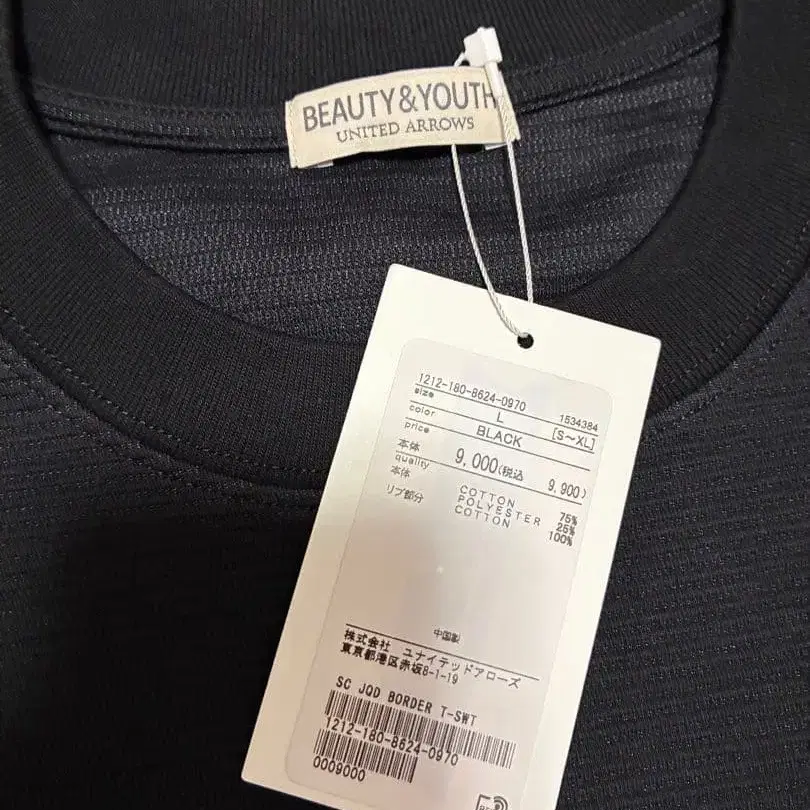 BEAUTY&YOUTH
UNITED ARROWS
1212-180-8624-0970
size L 1534384
color BLACK [S~XL]
price
本体 9,000(税込 9,900)
quality
本体 COTTON 75%
POLYESTER 25%
リブ部分 COTTON 100%
中国製
株式会社 ユナイテッドアローズ
東京都港区赤坂8-1-19
SC JQD BORDER T-SWT
1212-180-8624-0970
0009000